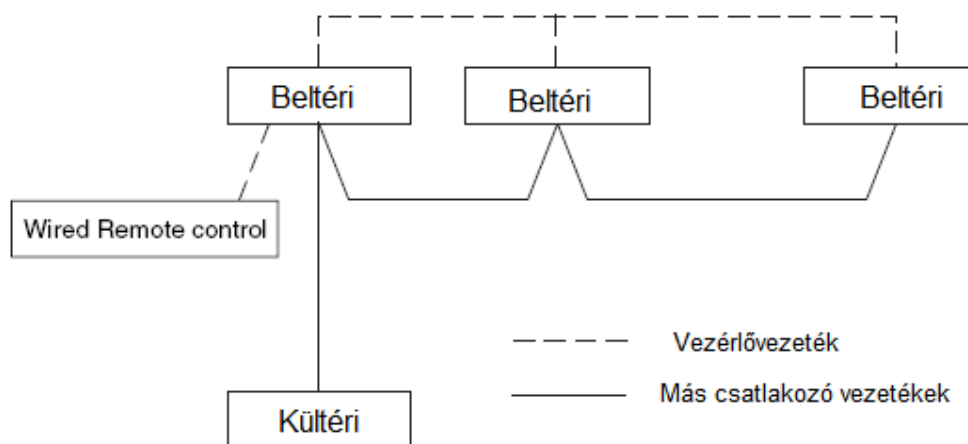 Beltéri
Beltéri
Beltéri
Wired Remote control
Vezérlővezeték
Más csatlakozó vezetékek
Kültéri